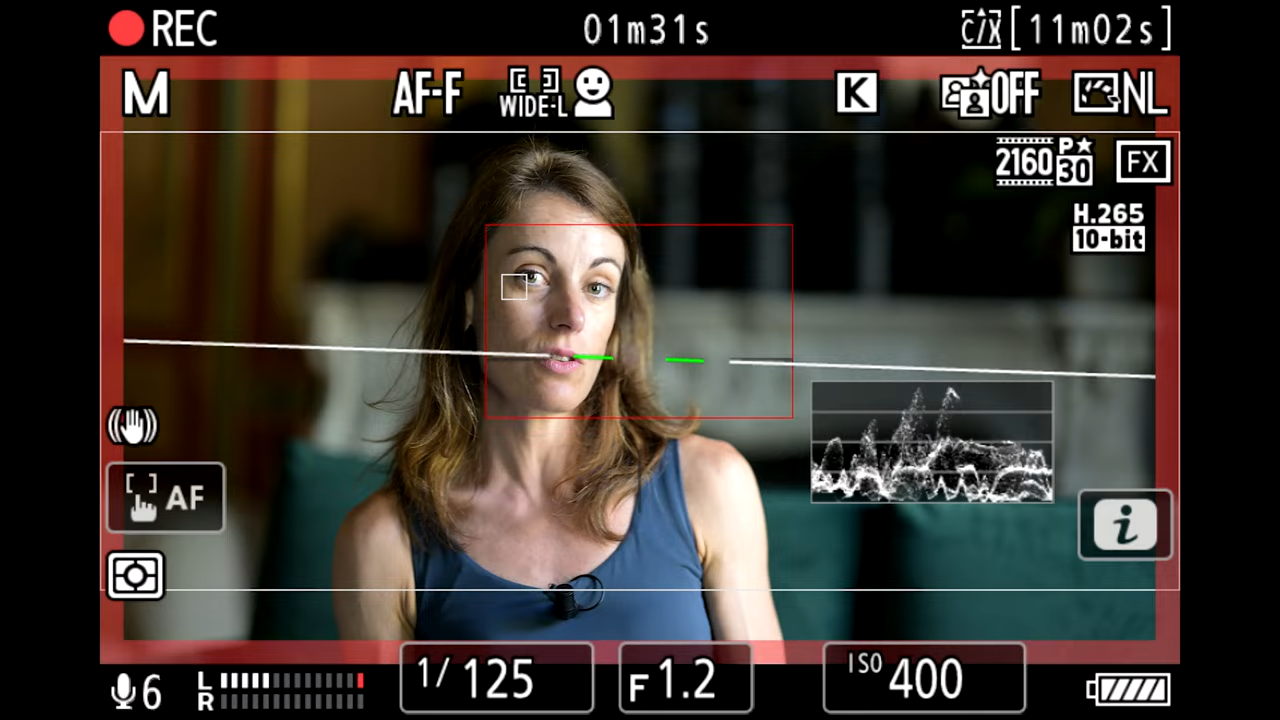 REC 01m31s C/X [11m02s]
M AF-F WIDE-L K OFF NL
2160 P★ 30 FX
H.265
10-bit
AF
i
6 L R 1/125 F1.2 ISO 400